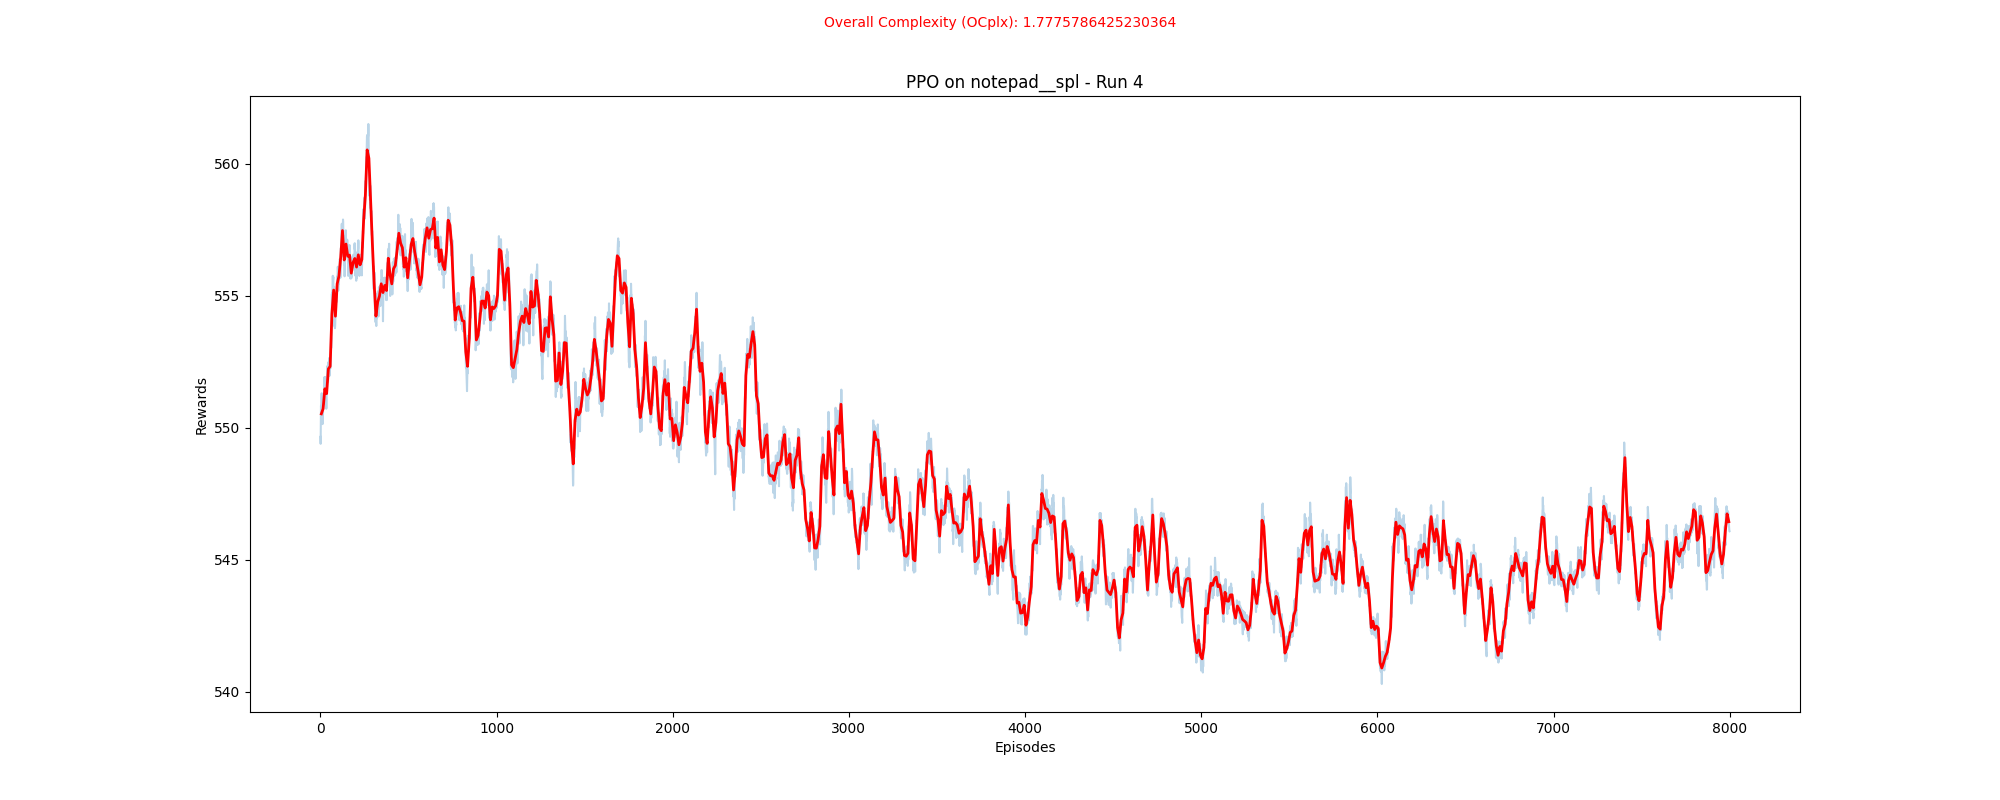 Overall Complexity (OCplx): 1.7775786425230364
PPO on notepad__spl - Run 4
560
555
550
545
540
Rewards
0 1000 2000 3000 4000 5000 6000 7000 8000
Episodes